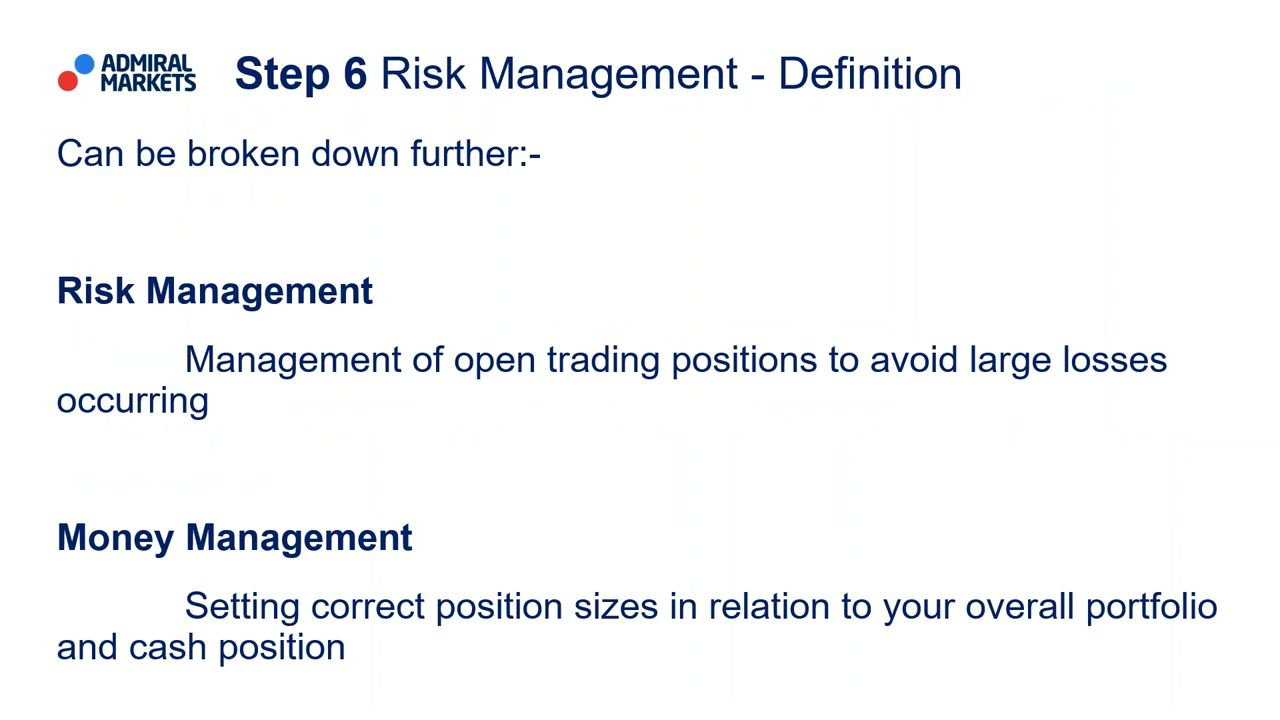 ADMIRAL
MARKETS
Step 6 Risk Management - Definition
Can be broken down further:-
Risk Management
Management of open trading positions to avoid large losses
occurring
Money Management
Setting correct position sizes in relation to your overall portfolio
and cash position